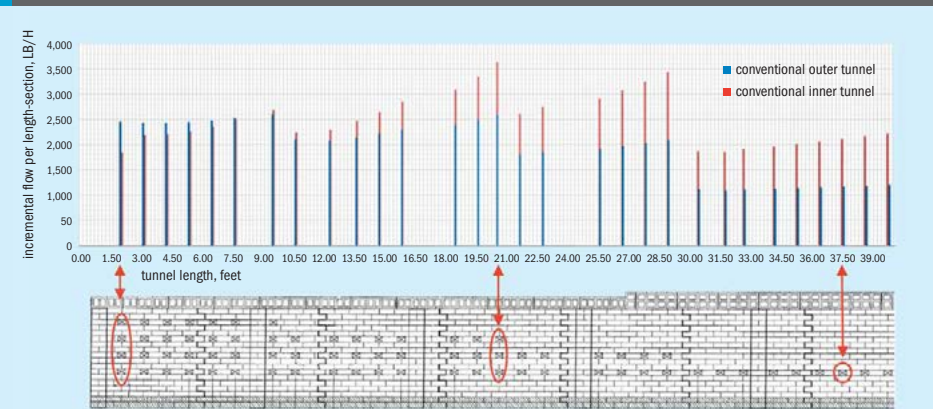 incremental flow per length-section, LB/H
4,000
3,500
3,000
2,500
2,000
1,500
1,000
50
0
conventional outer tunnel
conventional inner tunnel
0.00 1.50 3.00 4.50 6.00 7.50 9.00 10.50 12.00 13.50 15.00 16.50 18.00 19.50 21.00 22.50 24.00 25.50 27.00 28.50 30.00 31.50 33.00 34.50 36.00 37.50 39.00
tunnel length, feet